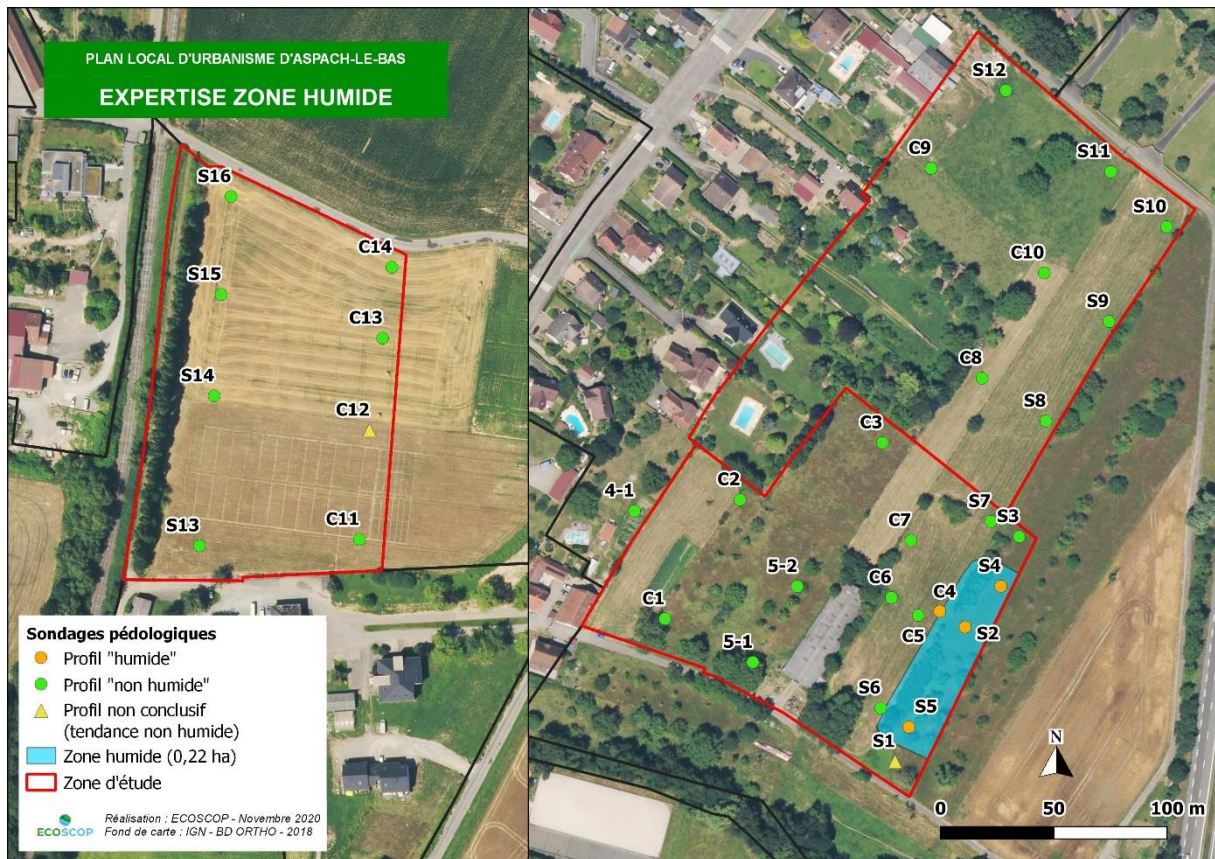 PLAN LOCAL D'URBANISME D'ASPACH-LE-BAS
EXPERTISE ZONE HUMIDE
S16
C14
S15
C13
S14
C12
S13
C11
Sondages pédologiques
Profil "humide"
Profil "non humide"
Profil non conclusif
(tendance non humide)
Zone humide (0,22 ha)
Zone d'étude
ECOSCOP
Réalisation : ECOSCOP - Novembre 2020
Fond de carte : IGN - BD ORTHO - 2018
S12
C9
S11
S10
C10
S9
C8
S8
C3
C2
4-1
S7
S3
C7
5-2
S4
C6
C4
C1
C5
S2
5-1
S6
S5
S1
N
0
50
100 m